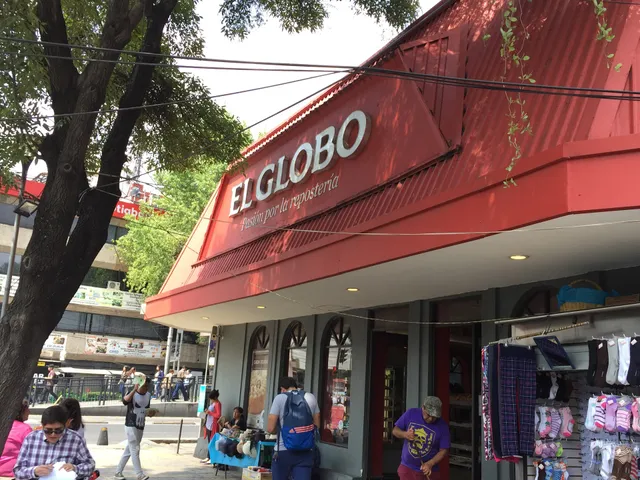 EL GLOBO
Pasión por la repostería